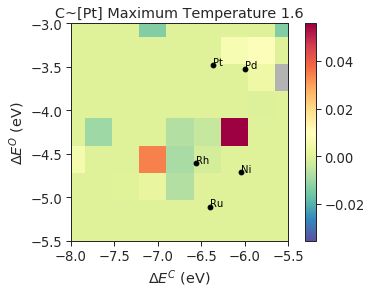 C~[Pt] Maximum Temperature 1.6
−3.0
−3.5
−4.0
−4.5
−5.0
−5.5
ΔE^O (eV)
Pt
Pd
Rh
Ni
Ru
−8.0 −7.5 −7.0 −6.5 −6.0 −5.5
ΔE^C (eV)
0.04
0.02
0.00
−0.02